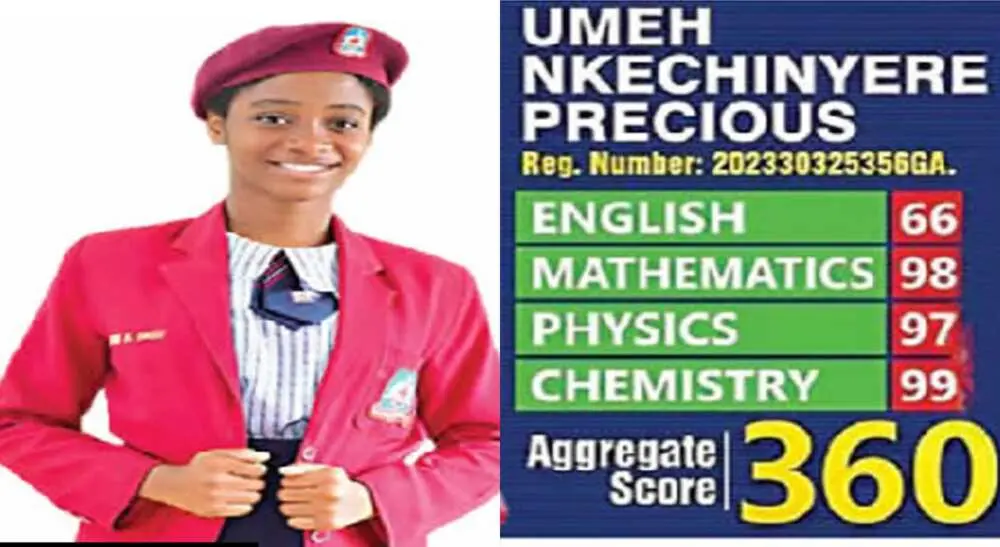 UMEH
NKECHINYERE
PRECIOUS
Reg. Number: 202330325356GA.
ENGLISH 66
MATHEMATICS 98
PHYSICS 97
CHEMISTRY 99
Aggregate
Score 360